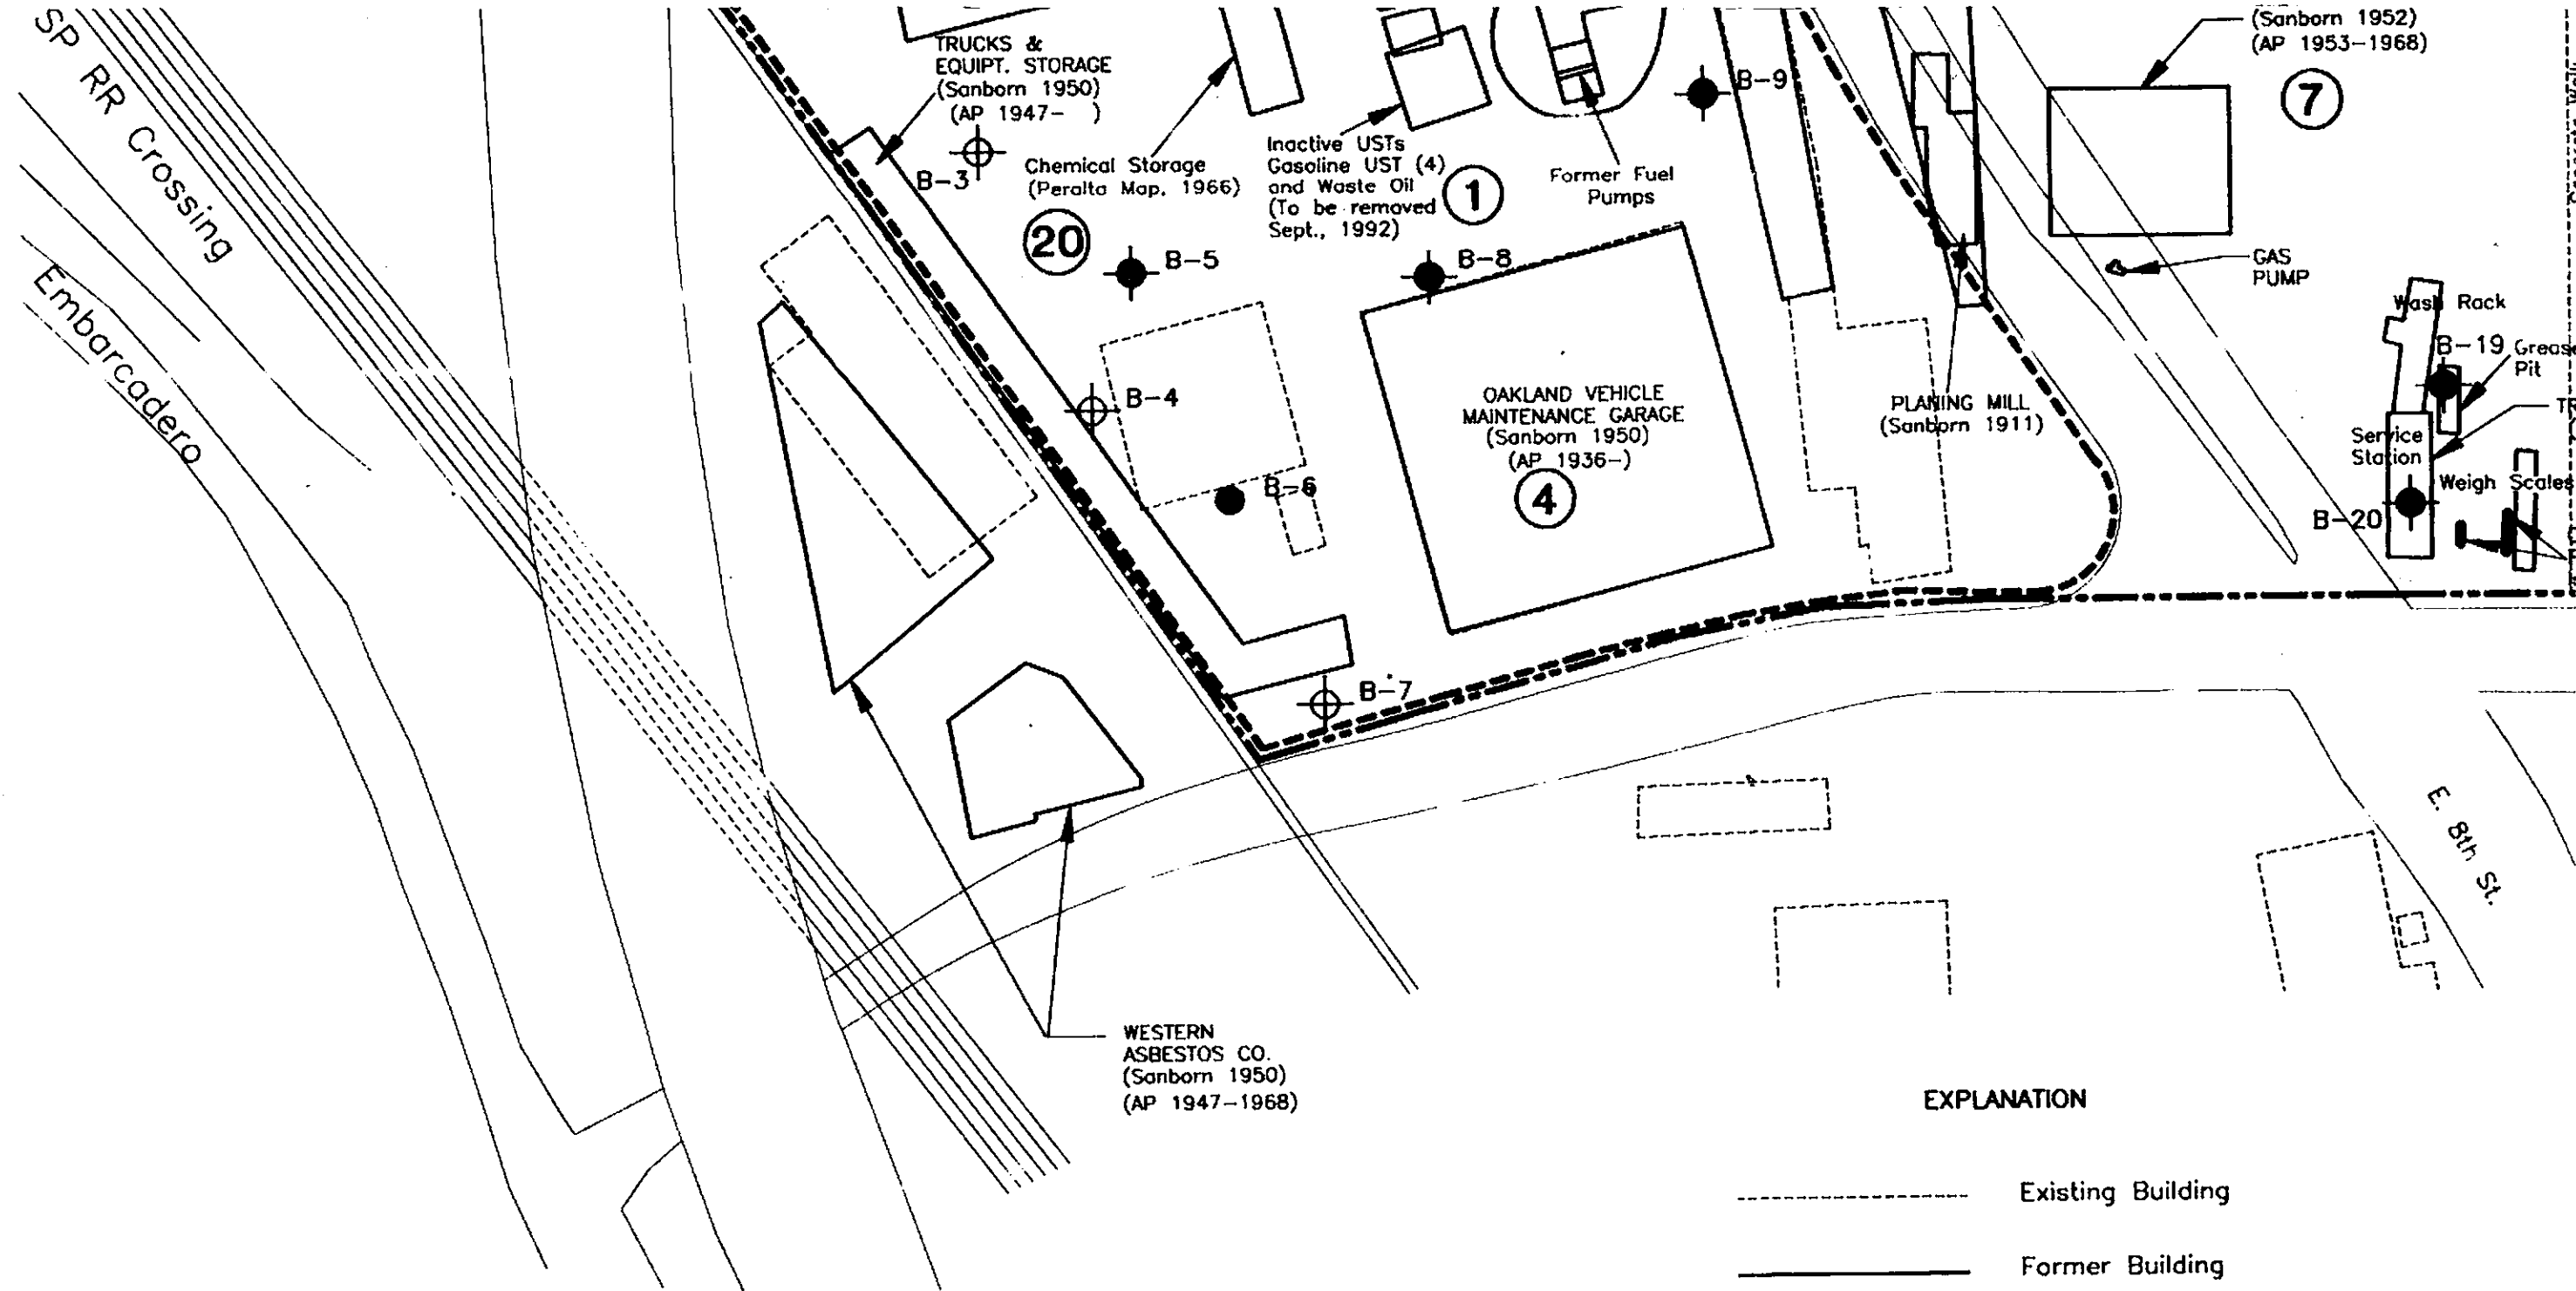 (Sanborn 1952)
(AP 1953-1968)
7
SP RR Crossing
TRUCKS &
EQUIPT. STORAGE
(Sanborn 1950)
(AP 1947-    )
B-3
Chemical Storage
(Peralta Map, 1966)
20
Inactive USTs
Gasoline UST (4)
and Waste Oil
(To be removed
Sept., 1992)
1
Former Fuel
Pumps
B-9
B-5
B-8
GAS
PUMP
Embarcadero
Wash Rack
B-19
Grease
Pit
B-4
OAKLAND VEHICLE
MAINTENANCE GARAGE
(Sanborn 1950)
(AP 1936-)
4
PLANING MILL
(Sanborn 1911)
Service
Station
B-6
Weigh Scales
B-20
B-7
E. 8th St.
WESTERN
ASBESTOS CO.
(Sanborn 1950)
(AP 1947-1968)
EXPLANATION
Existing Building
Former Building